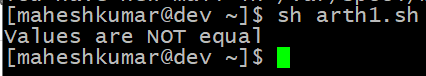 [maheshkumar@dev ~]$ sh arth1.sh
Values are NOT equal
[maheshkumar@dev ~]$